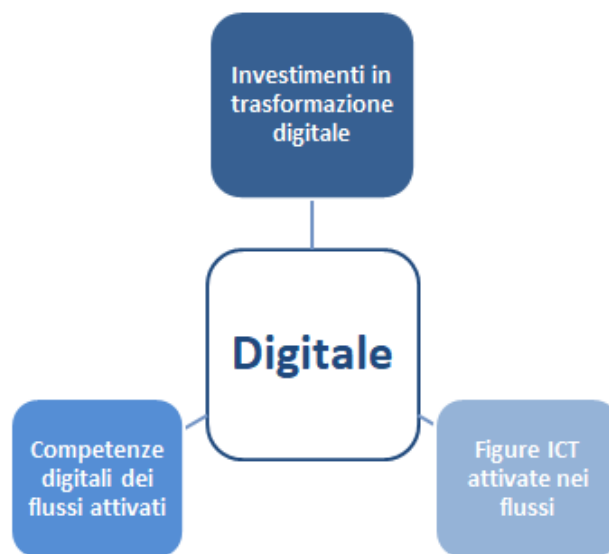 Investimenti in
trasformazione
digitale
Digitale
Competenze
digitali dei
flussi attivati
Figure ICT
attivate nei
flussi